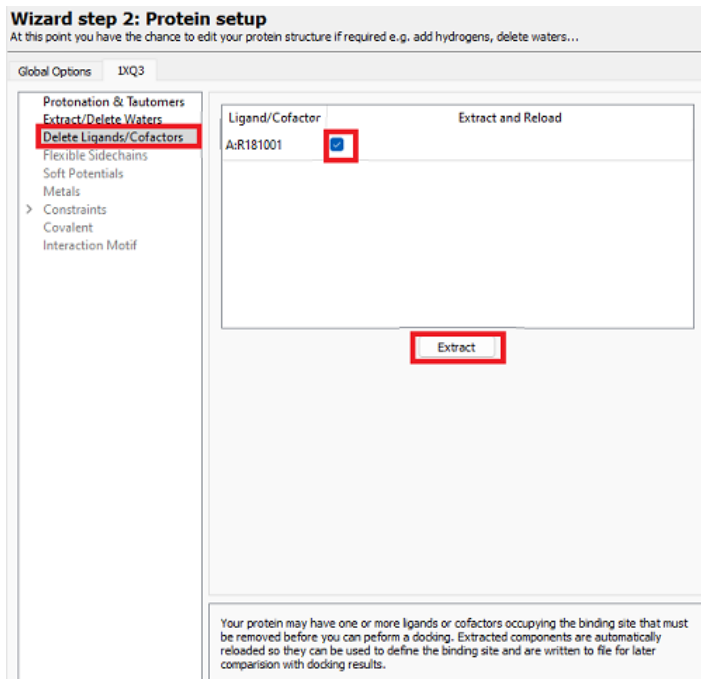 Wizard step 2: Protein setup
At this point you have the chance to edit your protein structure if required e.g. add hydrogens, delete waters...
Global Options 1XQ3
Protonation & Tautomers
Extract/Delete Waters
Delete Ligands/Cofactors
Flexible Sidechains
Soft Potentials
Metals
> Constraints
Covalent
Interaction Motif
Ligand/Cofactor Extract and Reload
A:R181001
Extract
Your protein may have one or more ligands or cofactors occupying the binding site that must
be removed before you can peform a docking. Extracted components are automatically
reloaded so they can be used to define the binding site and are written to file for later
comparision with docking results.